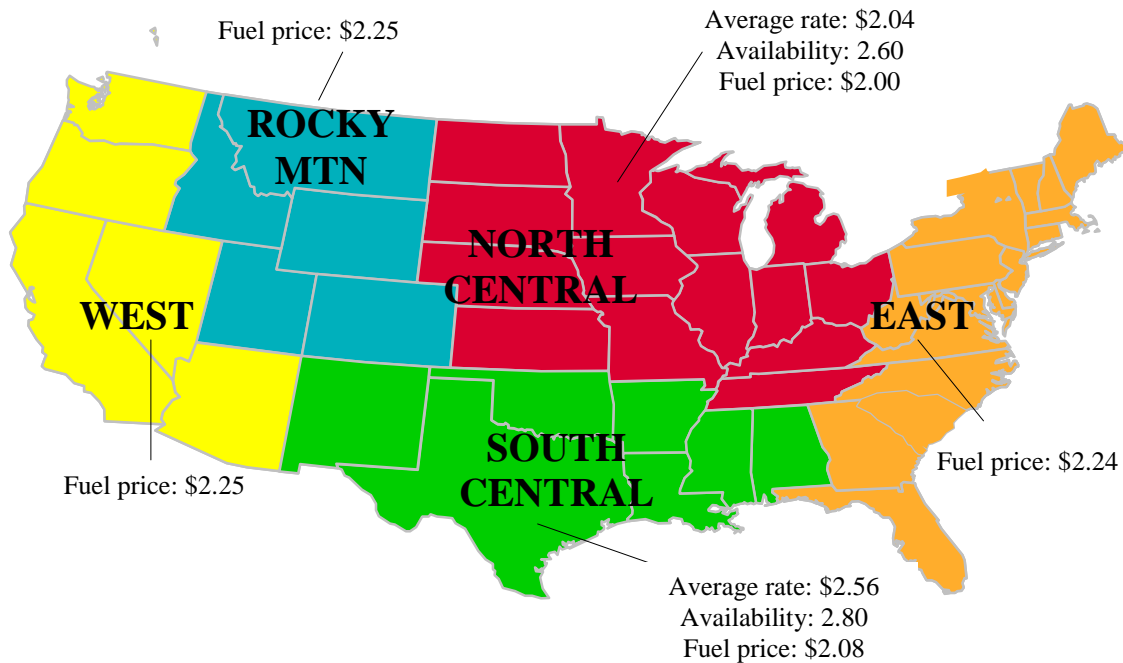 Fuel price: $2.25
Average rate: $2.04
Availability: 2.60
Fuel price: $2.00
ROCKY
MTN
NORTH
CENTRAL
WEST
EAST
SOUTH
CENTRAL
Fuel price: $2.25
Fuel price: $2.24
Average rate: $2.56
Availability: 2.80
Fuel price: $2.08